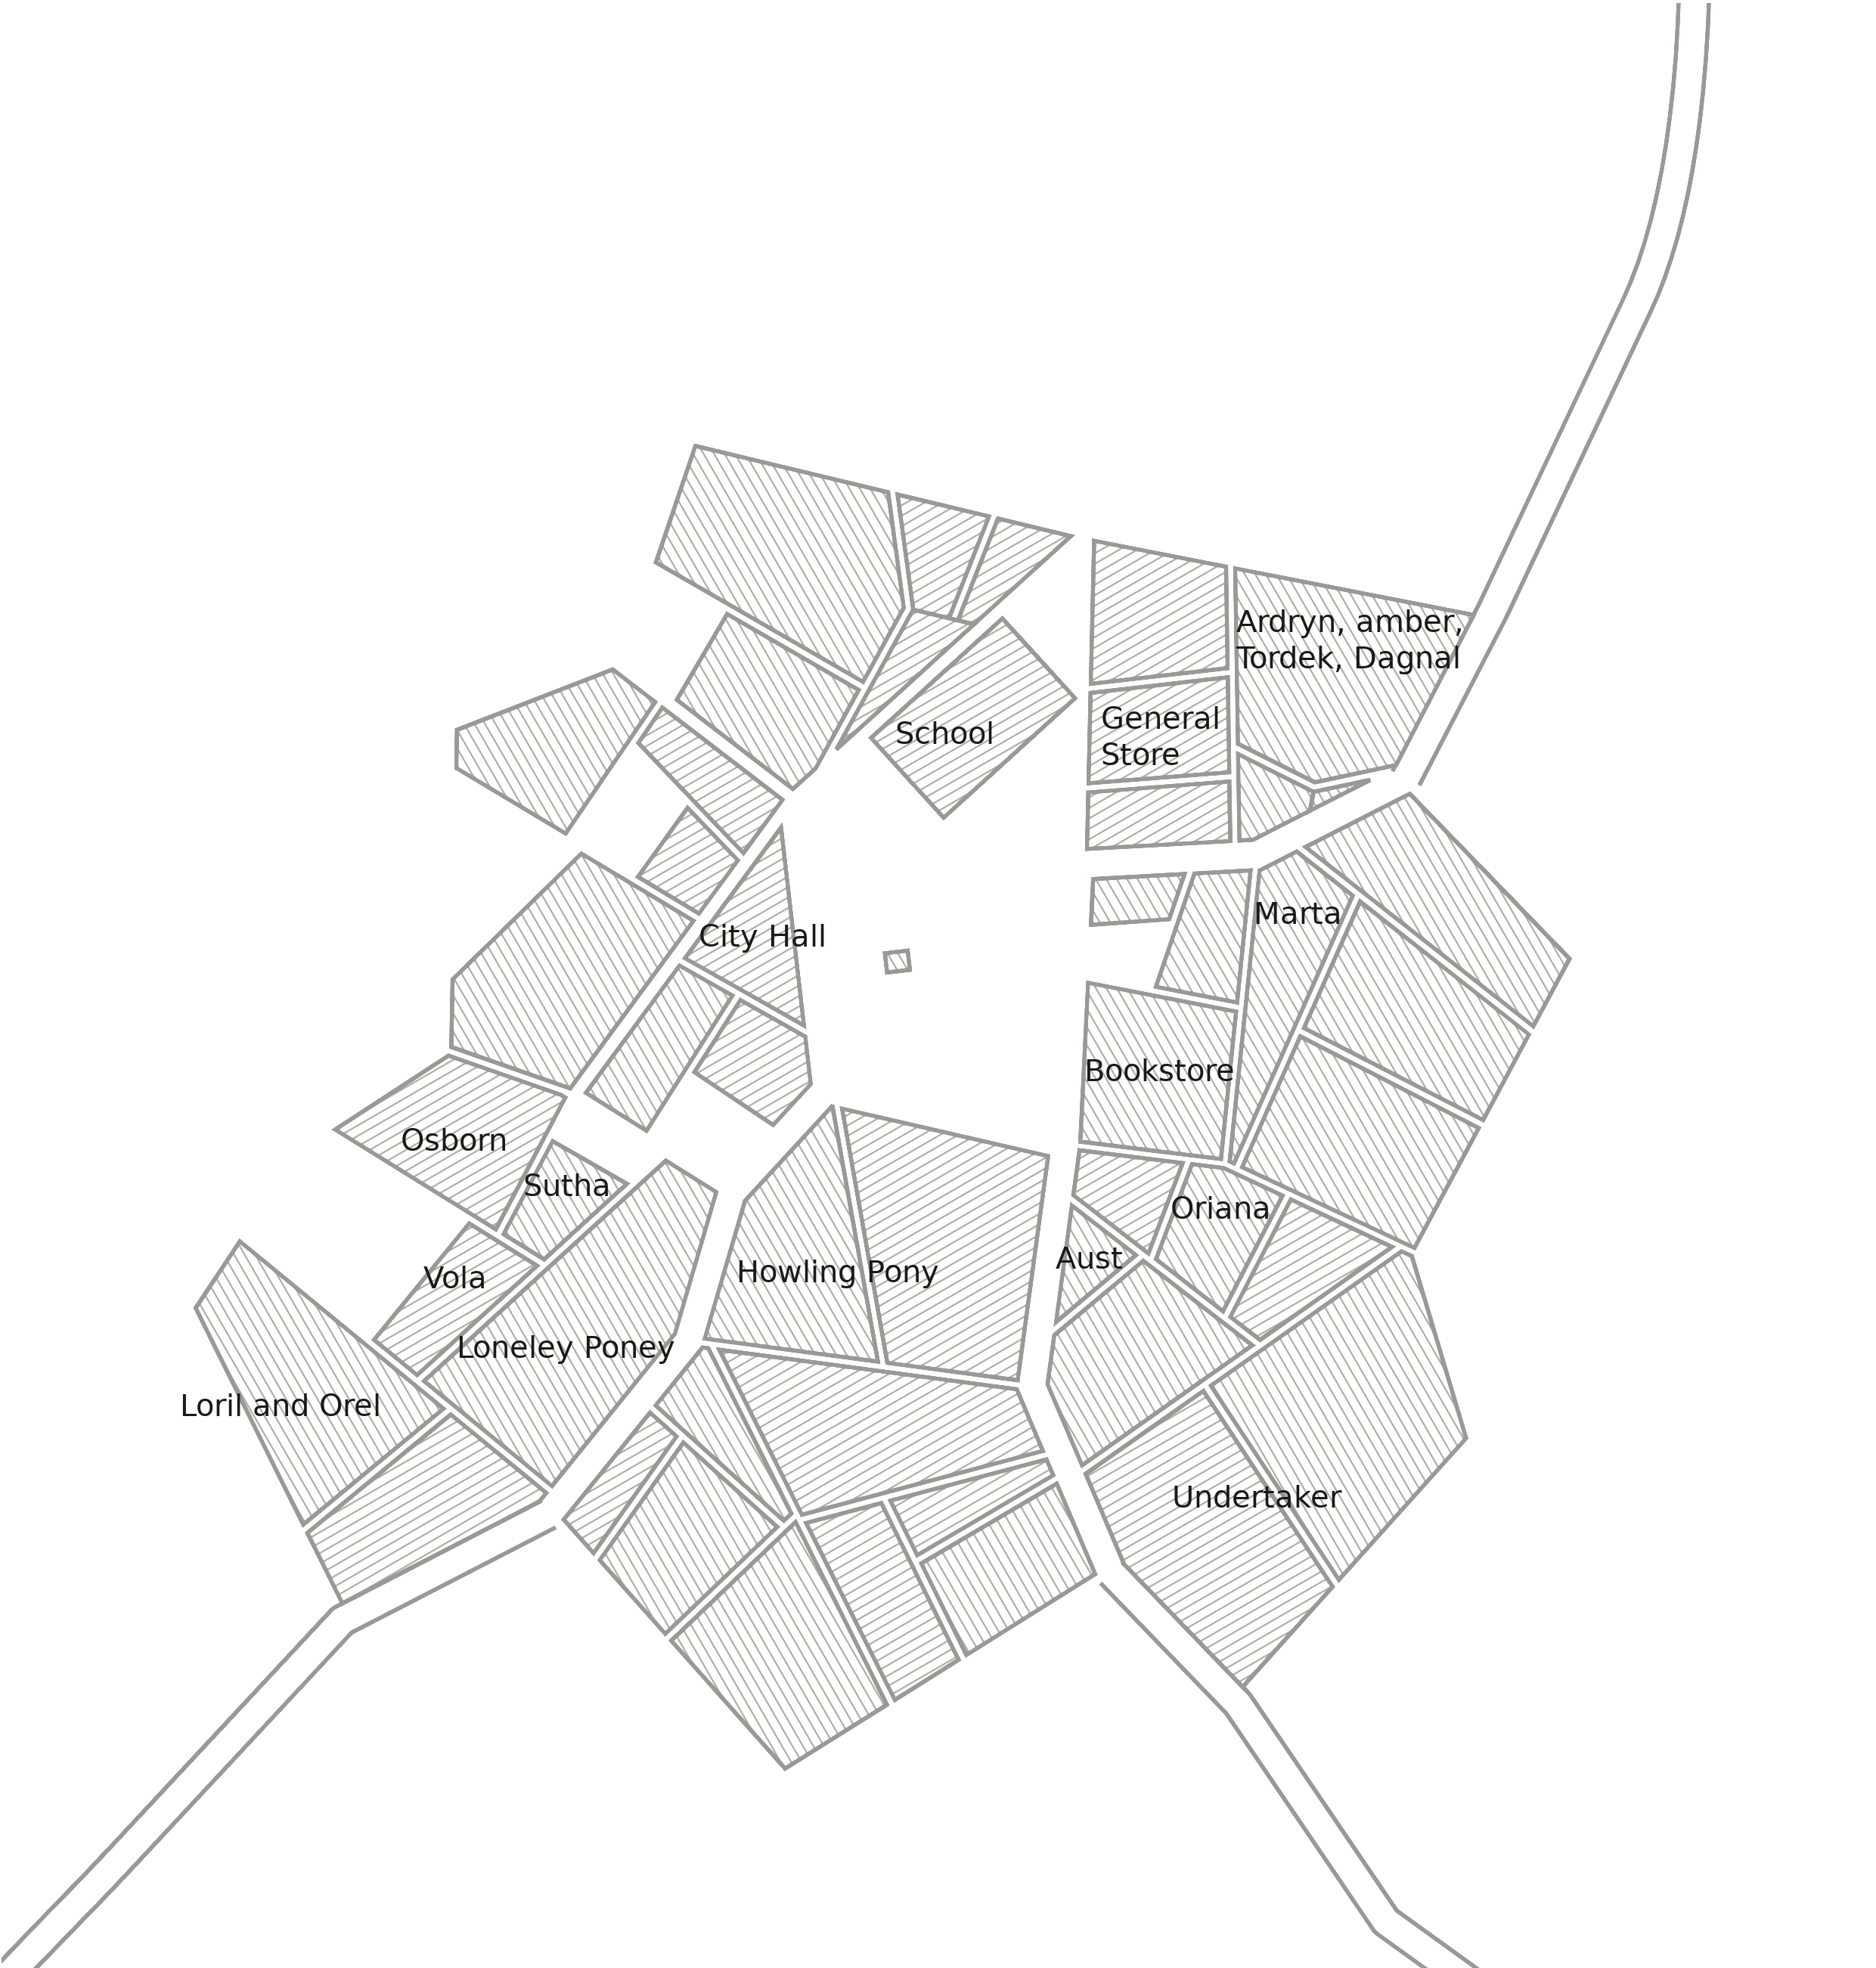 Ardryn, amber,
Tordek, Dagnal
General
Store
School
Marta
City Hall
Bookstore
Osborn
Sutha
Oriana
Aust
Vola
Howling Pony
Loneley Poney
Loril and Orel
Undertaker